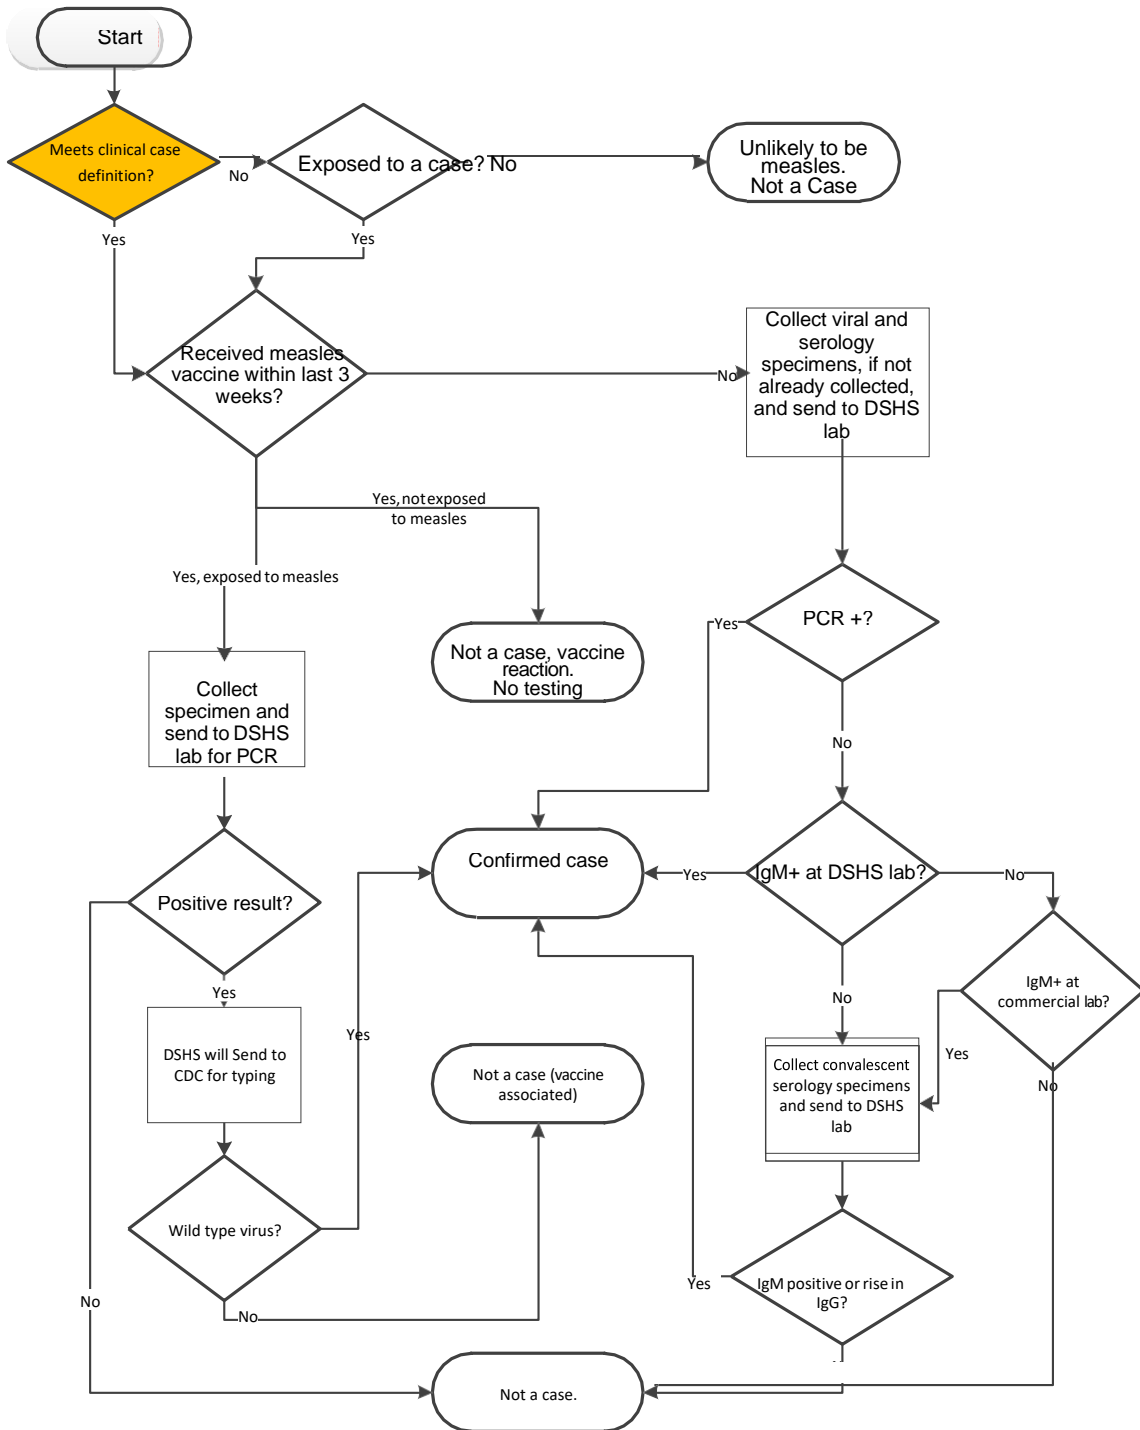 Start
Meets clinical case
definition?
No
Exposed to a case? No
Unlikely to be
measles.
Not a Case
Yes
Yes
Received measles
vaccine within last 3
weeks?
No
Collect viral and
serology
specimens, if not
already collected,
and send to DSHS
lab
Yes, not exposed
to measles
Yes, exposed to measles
PCR +?
Yes
Not a case, vaccine
reaction.
No testing
Collect
specimen and
send to DSHS
lab for PCR
No
Confirmed case
Yes
IgM+ at DSHS lab?
No
Positive result?
Yes
No
IgM+ at
commercial lab?
DSHS will Send to
CDC for typing
Yes
Not a case (vaccine
associated)
Collect convalescent
serology specimens
and send to DSHS
lab
Yes
No
Wild type virus?
Yes
IgM positive or rise in
IgG?
No
No
Not a case.